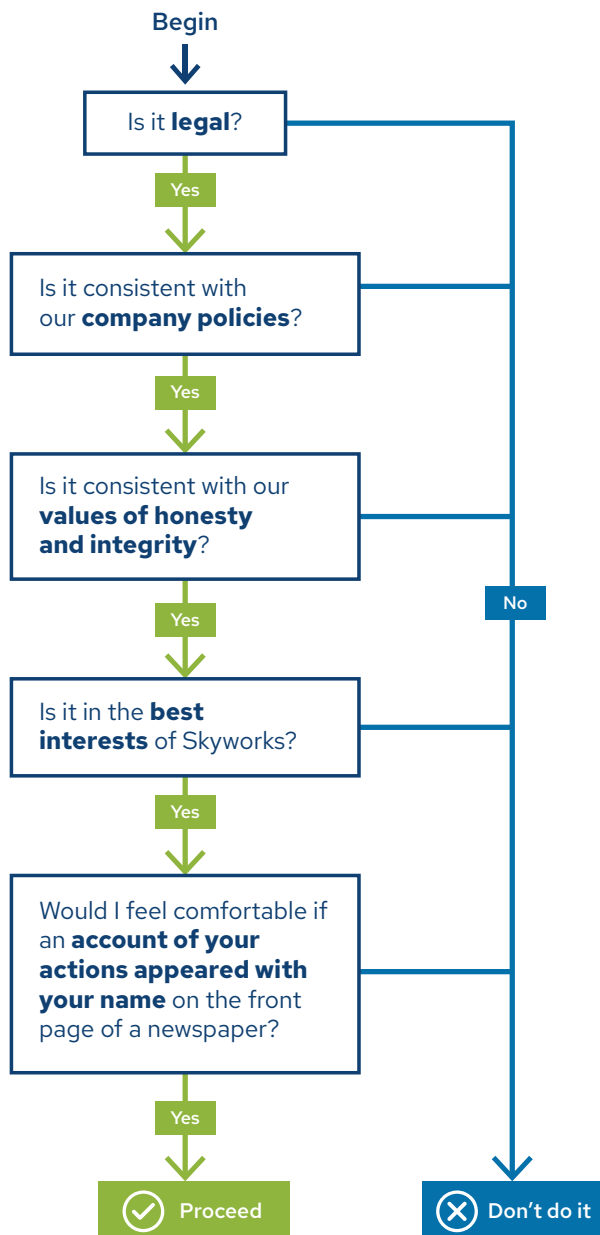 Begin
Is it legal?
Yes
Is it consistent with
our company policies?
Yes
Is it consistent with our
values of honesty
and integrity?
No
Yes
Is it in the best
interests of Skyworks?
Yes
Would I feel comfortable if
an account of your
actions appeared with
your name on the front
page of a newspaper?
Yes
Proceed
Don't do it